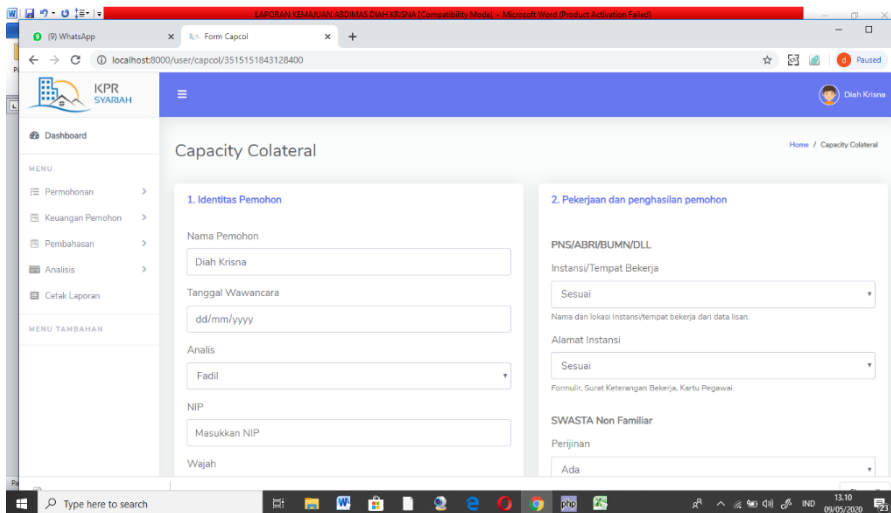 LAPORAN KEMAJUAN ABDIMAS DIAH KRISNA [Compatibility Mode] - Microsoft Word (Product Activation Failed)
(9) WhatsApp
Form Capcol
localhost:8000/user/capcol/3515151843128400
d
Paused
KPR
SYARIAH
Diah Krisna
Dashboard
MENU
Permohonan
Keuangan Pemohon
Pembahasan
Analisis
Cetak Laporan
MENU TAMBAHAN
Capacity Colateral
Home / Capacity Colateral
1. Identitas Pemohon
Nama Pemohon
Diah Krisna
Tanggal Wawancara
dd/mm/yyyy
Analis
Fadil
NIP
Masukkan NIP
Wajah
2. Pekerjaan dan penghasilan pemohon
PNS/ABRI/BUMN/DLL
Instansi/Tempat Bekerja
Sesuai
Nama dan lokasi Instansi/tempat bekerja dari data lisan.
Alamat Instansi
Sesuai
Formulir, Surat Keterangan Bekerja, Kartu Pegawai.
SWASTA Non Familiar
Perijinan
Ada
Type here to search
php
IND
13.10
09/05/2020
23